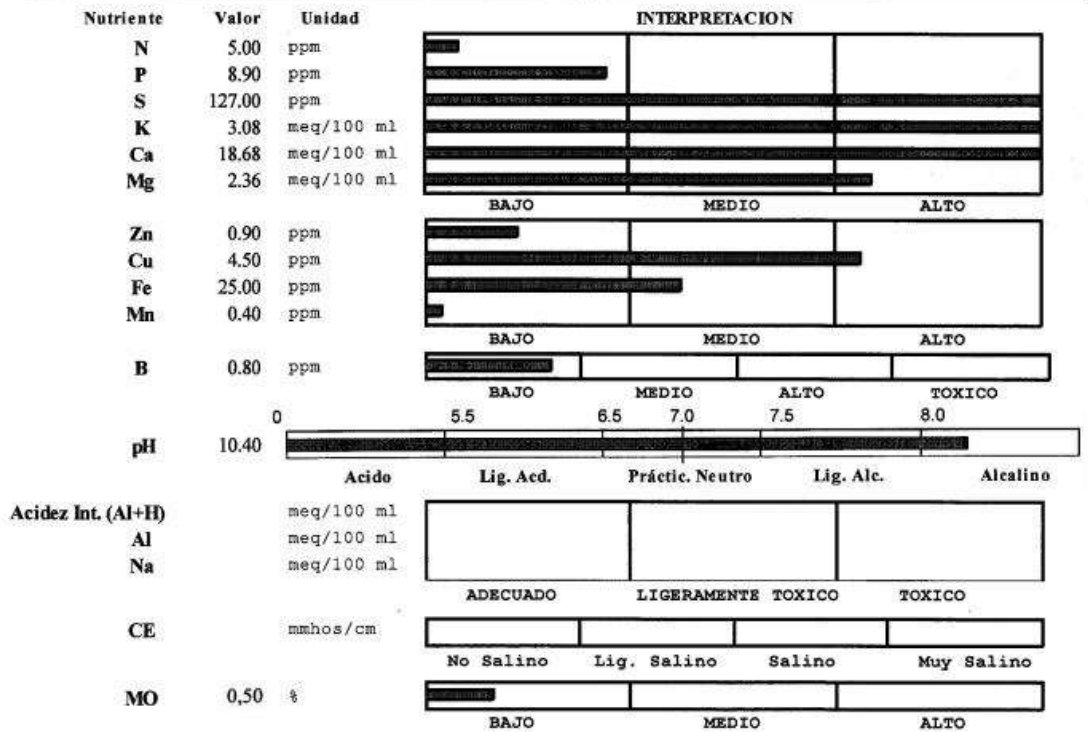 Nutriente Valor Unidad INTERPRETACION
N 5.00 ppm
P 8.90 ppm
S 127.00 ppm
K 3.08 meq/100 ml
Ca 18.68 meq/100 ml
Mg 2.36 meq/100 ml
BAJO MEDIO ALTO
Zn 0.90 ppm
Cu 4.50 ppm
Fe 25.00 ppm
Mn 0.40 ppm
BAJO MEDIO ALTO
B 0.80 ppm
BAJO MEDIO ALTO TOXICO
0 5.5 6.5 7.0 7.5 8.0
pH 10.40
Acido Lig. Acd. Práctic. Neutro Lig. Alc. Alcalino
Acidez Int. (Al+H) meq/100 ml
Al meq/100 ml
Na meq/100 ml
ADECUADO LIGERAMENTE TOXICO TOXICO
CE mmhos/cm
No Salino Lig. Salino Salino Muy Salino
MO 0,50 %
BAJO MEDIO ALTO